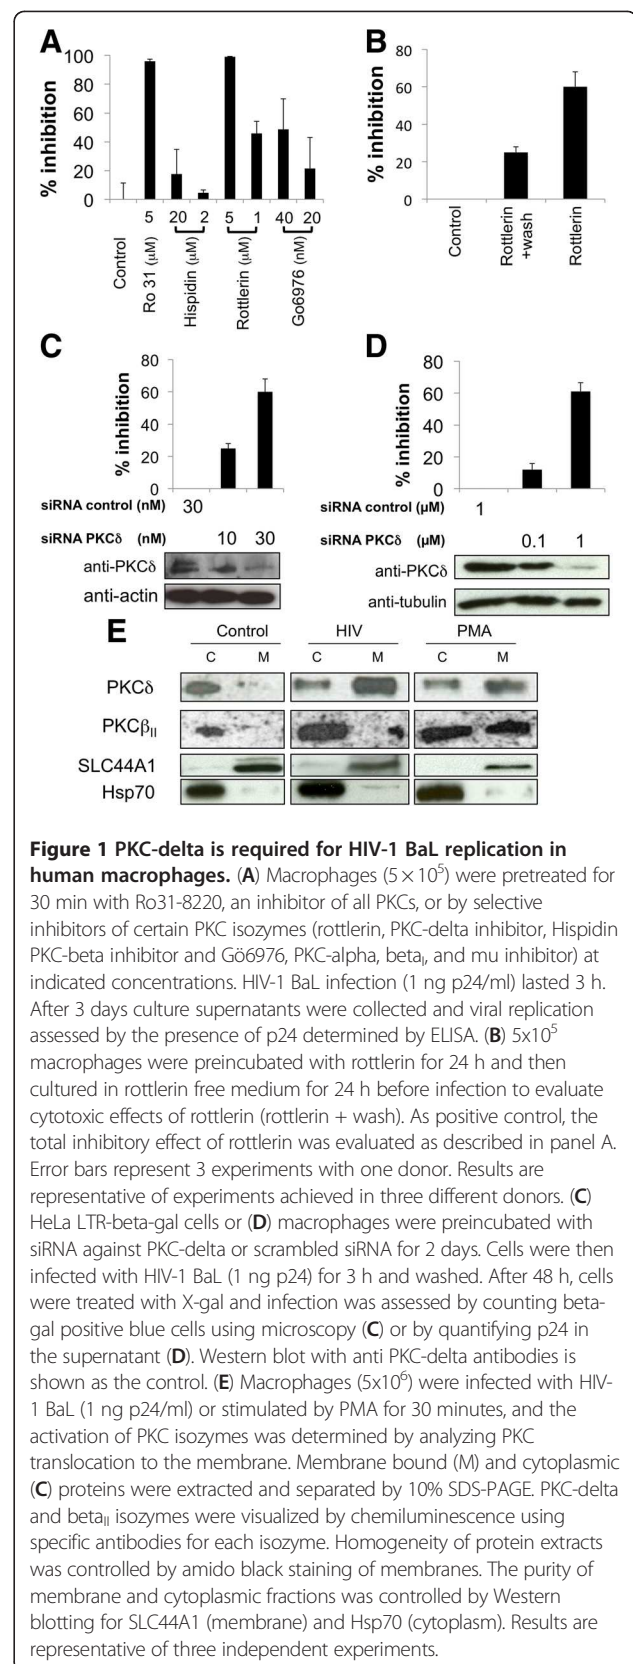 A
% inhibition
100
80
60
40
20
0
5 20 2 5 1 40 20
Control
Ro 31 (µM)
Hispidin (µM)
Rottlerin (µM)
Go6976 (nM)
B
% inhibition
80
60
40
20
0
Control
Rottlerin
+wash
Rottlerin
C
% inhibition
80
60
40
20
0
siRNA control (nM) 30
siRNA PKCδ (nM) 10 30
anti-PKCδ
anti-actin
D
% inhibition
80
60
40
20
0
siRNA control (µM) 1
siRNA PKCδ (µM) 0.1 1
anti-PKCδ
anti-tubulin
E
Control HIV PMA
C M C M C M
PKCδ
PKCβII
SLC44A1
Hsp70
Figure 1 PKC-delta is required for HIV-1 BaL replication in
human macrophages. (A) Macrophages (5 × 10⁵) were pretreated for
30 min with Ro31-8220, an inhibitor of all PKCs, or by selective
inhibitors of certain PKC isozymes (rottlerin, PKC-delta inhibitor, Hispidin
PKC-beta inhibitor and Gö6976, PKC-alpha, betaI, and mu inhibitor) at
indicated concentrations. HIV-1 BaL infection (1 ng p24/ml) lasted 3 h.
After 3 days culture supernatants were collected and viral replication
assessed by the presence of p24 determined by ELISA. (B) 5x10⁵
macrophages were preincubated with rottlerin for 24 h and then
cultured in rottlerin free medium for 24 h before infection to evaluate
cytotoxic effects of rottlerin (rottlerin + wash). As positive control, the
total inhibitory effect of rottlerin was evaluated as described in panel A.
Error bars represent 3 experiments with one donor. Results are
representative of experiments achieved in three different donors. (C)
HeLa LTR-beta-gal cells or (D) macrophages were preincubated with
siRNA against PKC-delta or scrambled siRNA for 2 days. Cells were then
infected with HIV-1 BaL (1 ng p24) for 3 h and washed. After 48 h, cells
were treated with X-gal and infection was assessed by counting beta-
gal positive blue cells using microscopy (C) or by quantifying p24 in
the supernatant (D). Western blot with anti PKC-delta antibodies is
shown as the control. (E) Macrophages (5x10⁶) were infected with HIV-
1 BaL (1 ng p24/ml) or stimulated by PMA for 30 minutes, and the
activation of PKC isozymes was determined by analyzing PKC
translocation to the membrane. Membrane bound (M) and cytoplasmic
(C) proteins were extracted and separated by 10% SDS-PAGE. PKC-delta
and betaII isozymes were visualized by chemiluminescence using
specific antibodies for each isozyme. Homogeneity of protein extracts
was controlled by amido black staining of membranes. The purity of
membrane and cytoplasmic fractions was controlled by Western
blotting for SLC44A1 (membrane) and Hsp70 (cytoplasm). Results are
representative of three independent experiments.